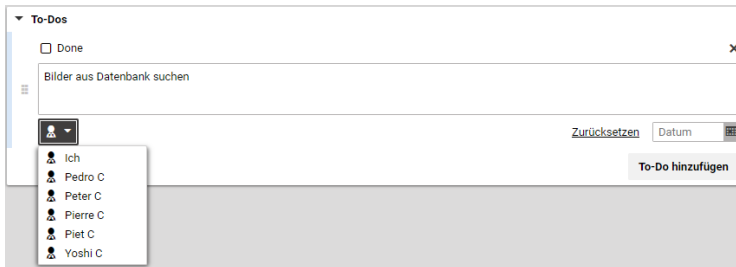 To-Dos
Done
Bilder aus Datenbank suchen
Zurücksetzen Datum
Ich
Pedro C
To-Do hinzufügen
Peter C
Pierre C
Piet C
Yoshi C